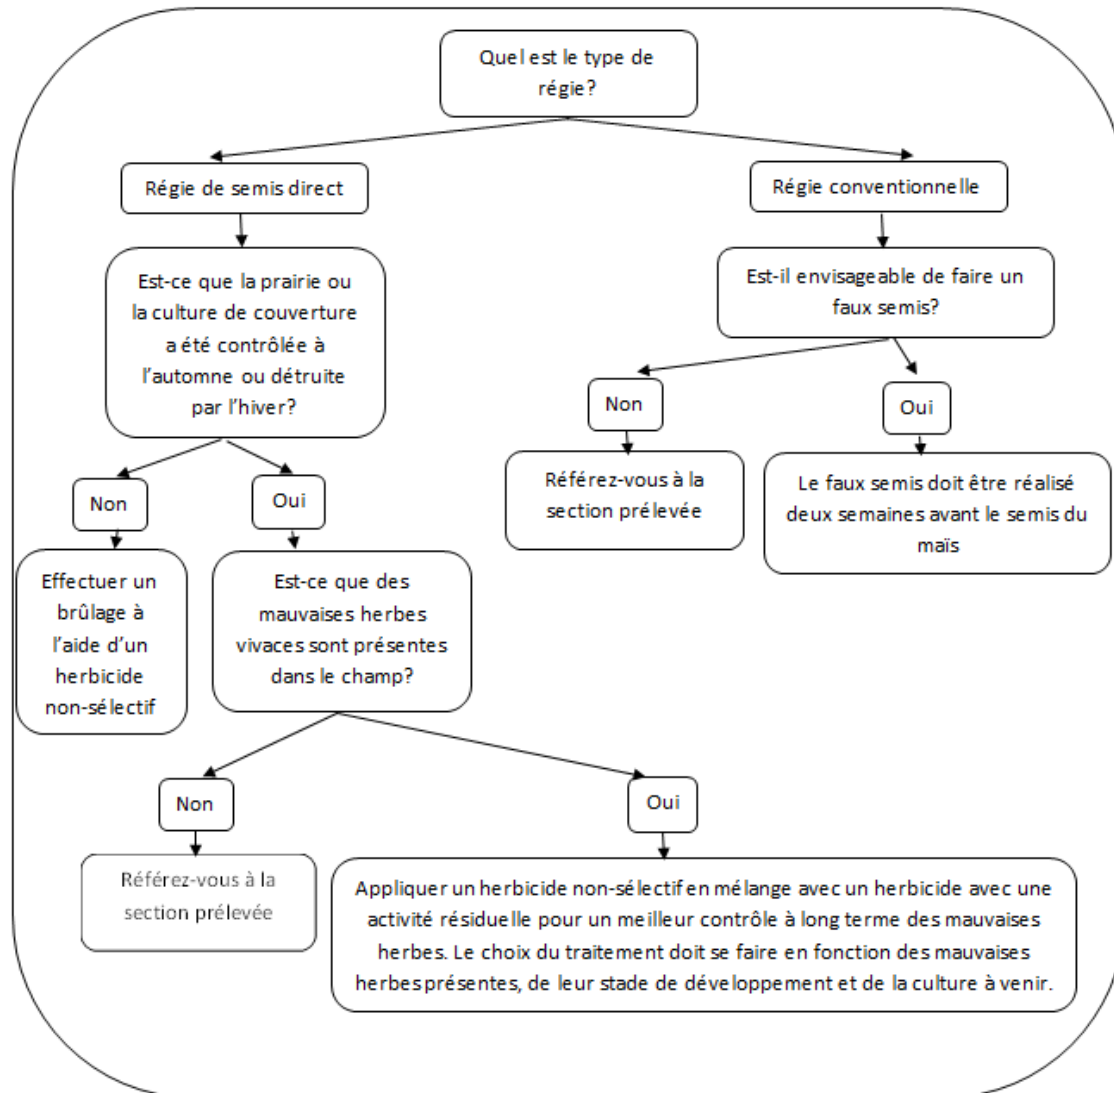 Quel est le type de
régie?
Régie de semis direct
Régie conventionnelle
Est-ce que la prairie ou
la culture de couverture
a été contrôlée à
l'automne ou détruite
par l'hiver?
Est-il envisageable de faire un
faux semis?
Non
Oui
Référez-vous à la
section prélevée
Le faux semis doit être réalisé
deux semaines avant le semis du
maïs
Non
Oui
Effectuer un
brûlage à
l'aide d'un
herbicide
non-sélectif
Est-ce que des
mauvaises herbes
vivaces sont présentes
dans le champ?
Non
Oui
Référez-vous à la
section prélevée
Appliquer un herbicide non-sélectif en mélange avec un herbicide avec une
activité résiduelle pour un meilleur contrôle à long terme des mauvaises
herbes. Le choix du traitement doit se faire en fonction des mauvaises
herbes présentes, de leur stade de développement et de la culture à venir.